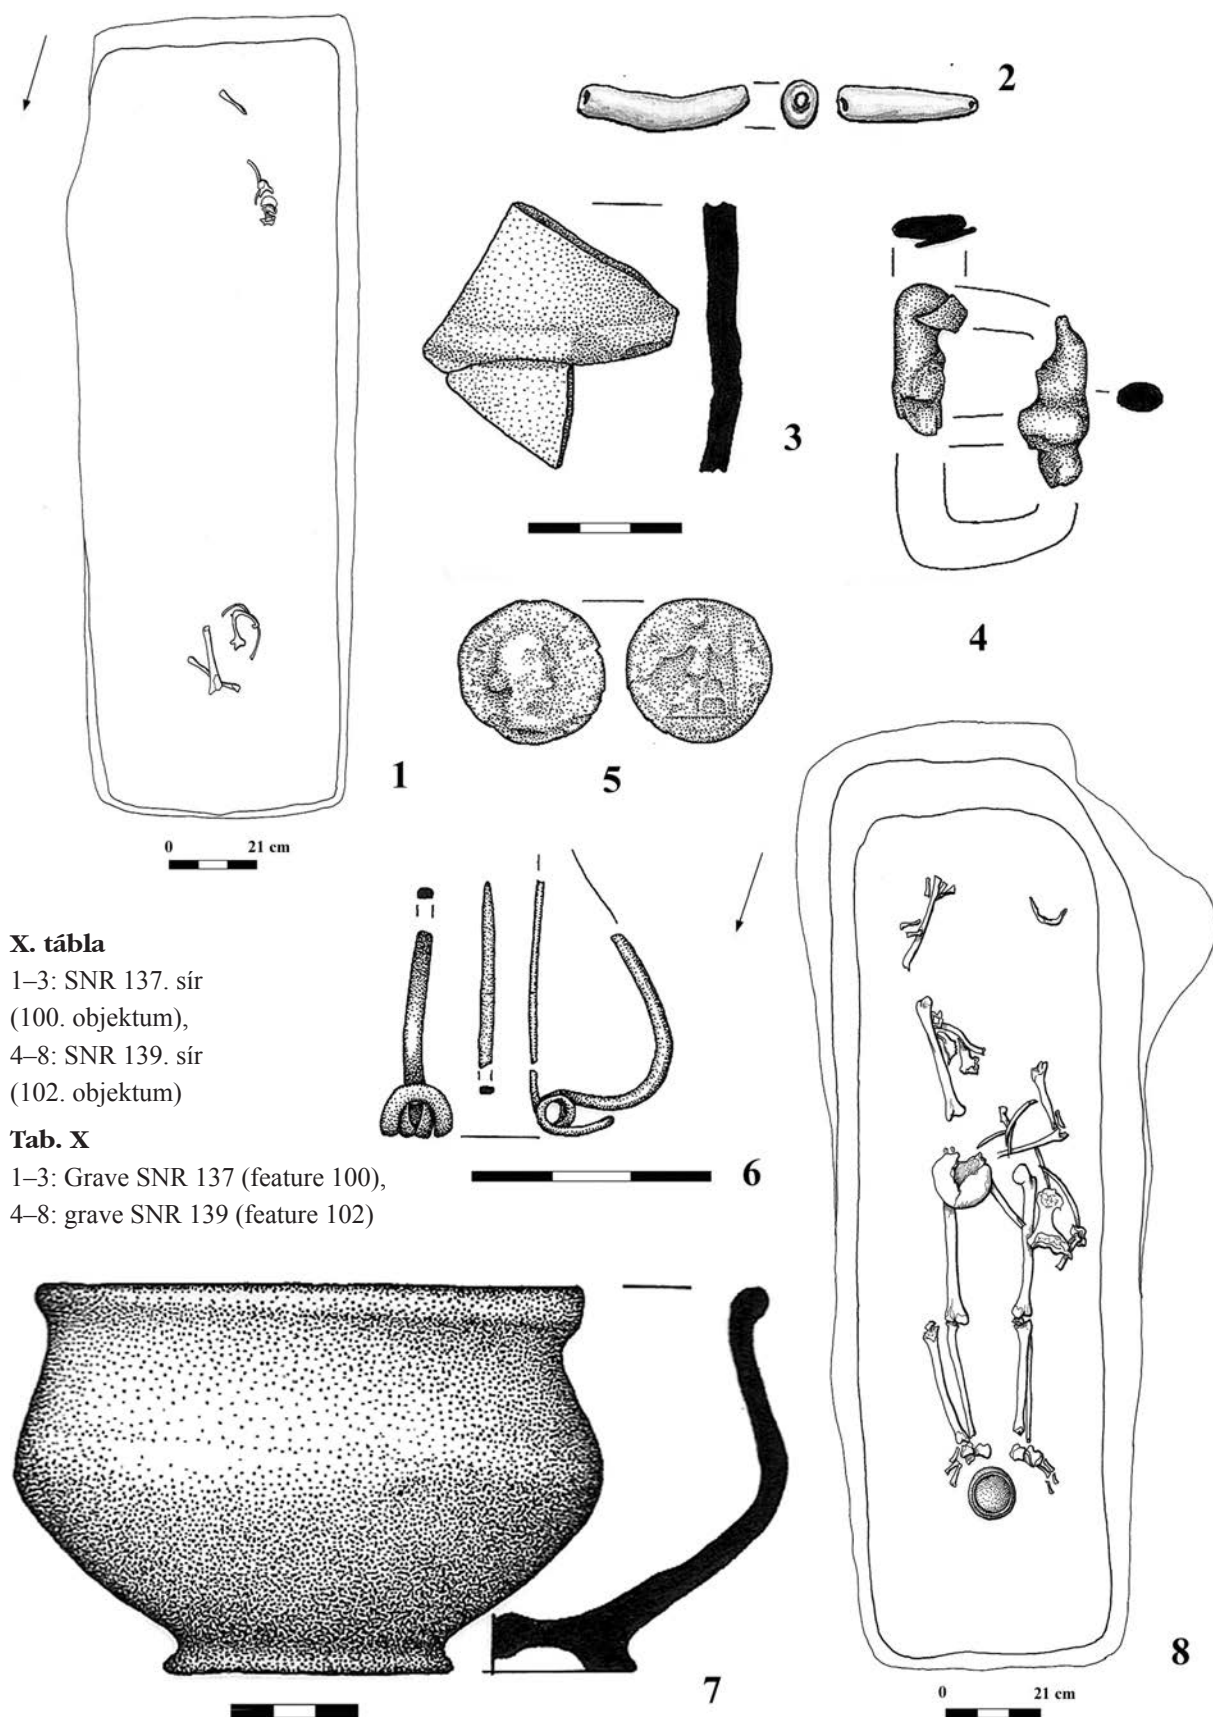 2
3
4
1
5
0 21 cm
X. tábla
1–3: SNR 137. sír
(100. objektum),
4–8: SNR 139. sír
(102. objektum)
Tab. X
1–3: Grave SNR 137 (feature 100),
4–8: grave SNR 139 (feature 102)
6
7
8
0 21 cm